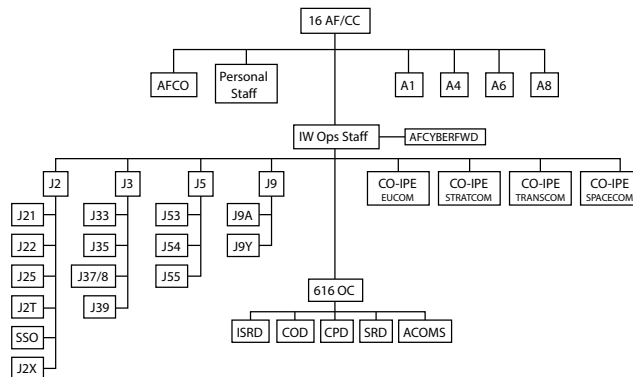 16 AF/CC
AFCO
Personal
Staff
A1
A4
A6
A8
IW Ops Staff
AFCYBERFWD
J2
J3
J5
J9
CO-IPE
EUCOM
CO-IPE
STRATCOM
CO-IPE
TRANSCOM
CO-IPE
SPACECOM
J21
J33
J53
J9A
J22
J35
J54
J9Y
J25
J37/8
J55
J2T
J39
616 OC
SSO
ISRD
COD
CPD
SRD
ACOMS
J2X